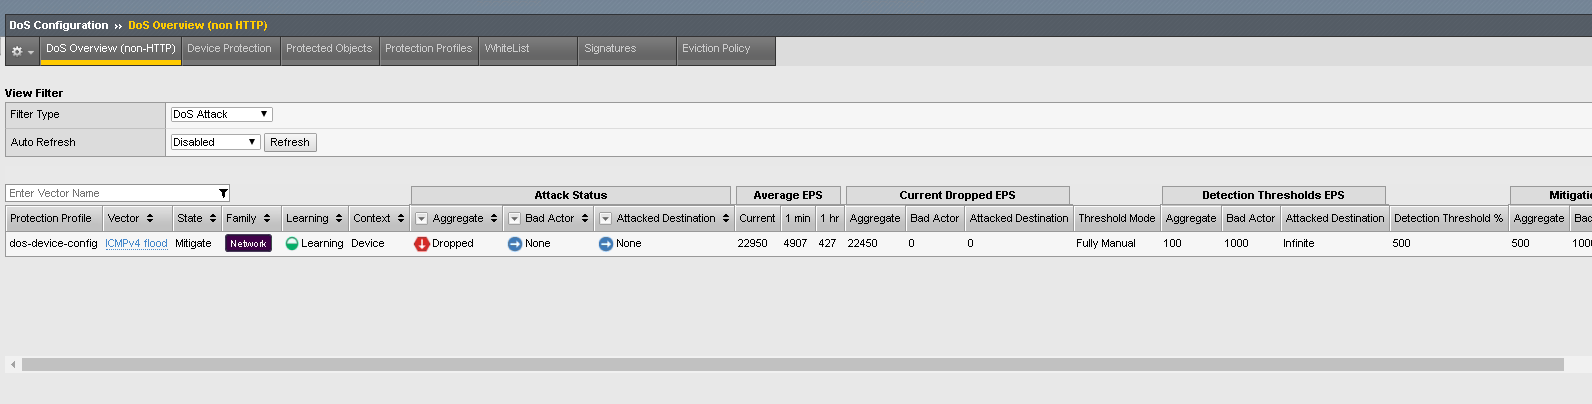 DoS Configuration ›› DoS Overview (non HTTP)
DoS Overview (non-HTTP) Device Protection Protected Objects Protection Profiles WhiteList Signatures Eviction Policy
View Filter
Filter Type DoS Attack
Auto Refresh Disabled Refresh
Enter Vector Name Attack Status Average EPS Current Dropped EPS Detection Thresholds EPS Mitigatio
Protection Profile Vector State Family Learning Context Aggregate Bad Actor Attacked Destination Current 1 min 1 hr Aggregate Bad Actor Attacked Destination Threshold Mode Aggregate Bad Actor Attacked Destination Detection Threshold % Aggregate Bad
dos-device-config ICMPv4 flood Mitigate Network Learning Device Dropped None None 22950 4907 427 22450 0 0 Fully Manual 100 1000 Infinite 500 500 1000